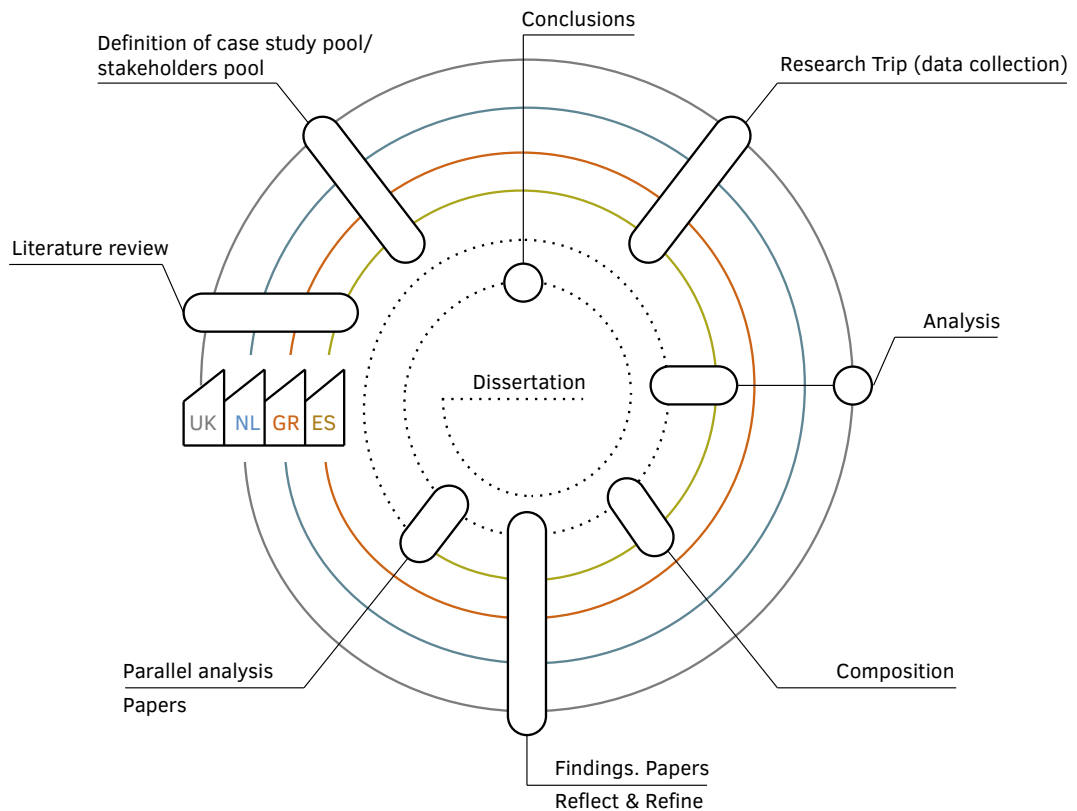 Conclusions
Definition of case study pool/
stakeholders pool
Research Trip (data collection)
Literature review
Analysis
Dissertation
UK NL GR ES
Parallel analysis
Papers
Composition
Findings. Papers
Reflect & Refine